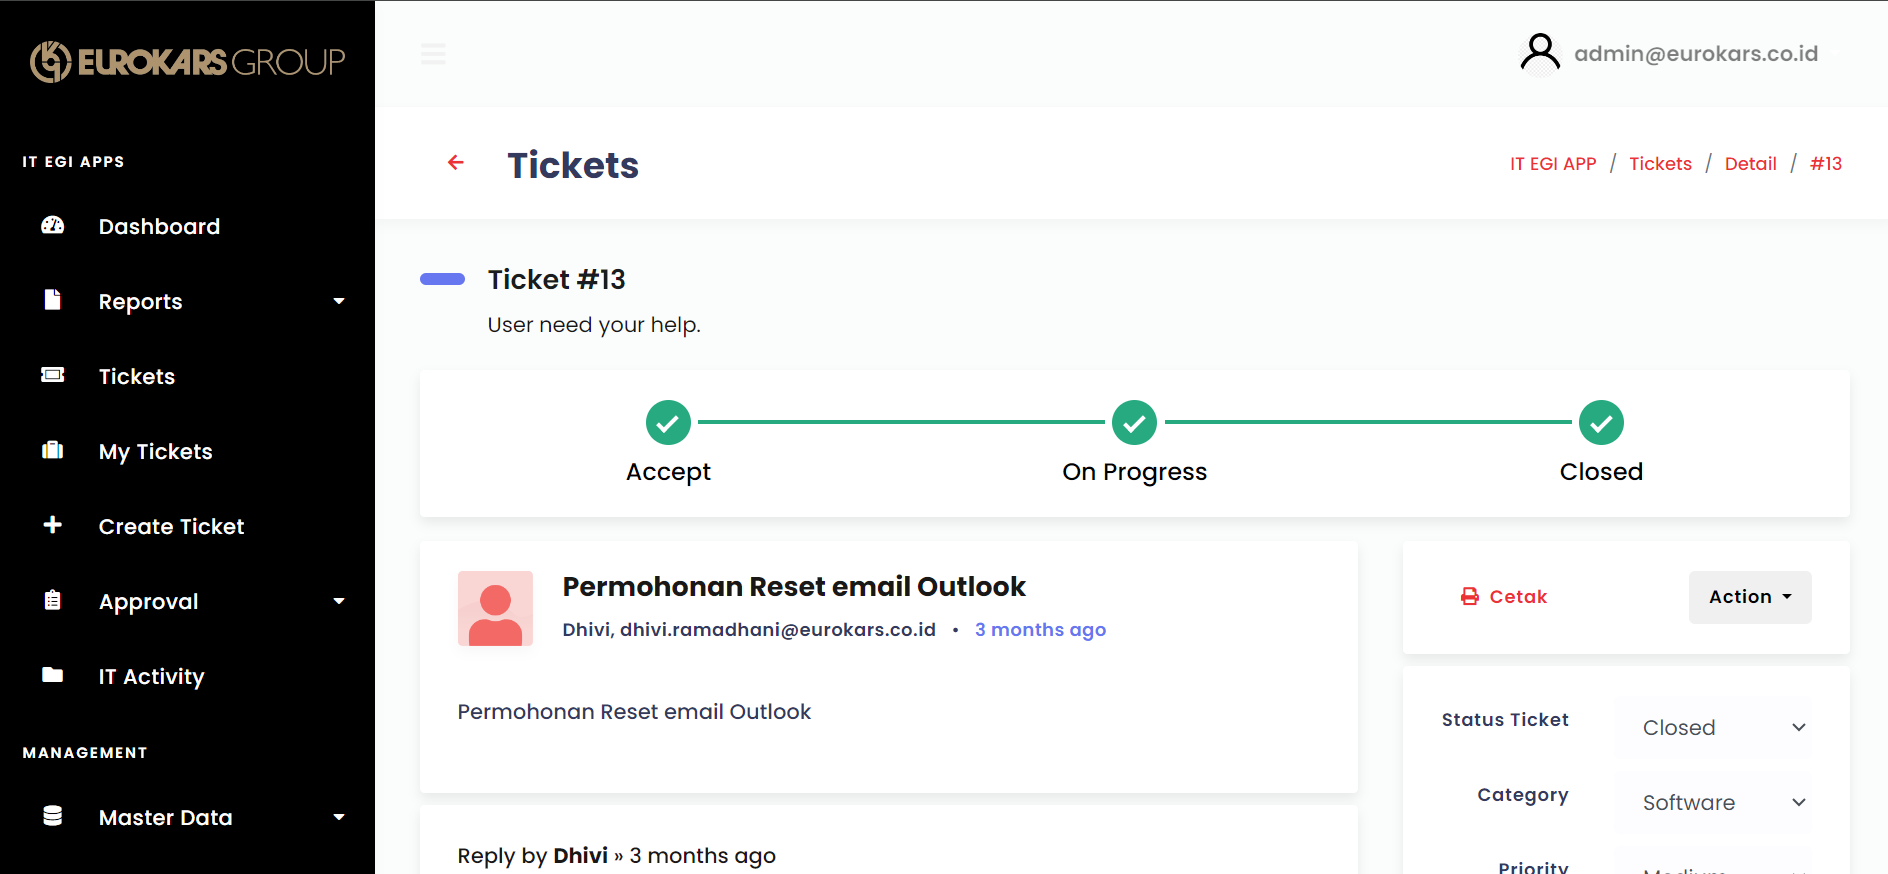 EUROKARS GROUP
admin@eurokars.co.id
IT EGI APPS
Dashboard
Reports
Tickets
My Tickets
Create Ticket
Approval
IT Activity
MANAGEMENT
Master Data
Tickets
IT EGI APP / Tickets / Detail / #13
Ticket #13
User need your help.
Accept
On Progress
Closed
Permohonan Reset email Outlook
Dhivi, dhivi.ramadhani@eurokars.co.id • 3 months ago
Permohonan Reset email Outlook
Reply by Dhivi » 3 months ago
Cetak
Action
Status Ticket
Closed
Category
Software
Priority
Medium